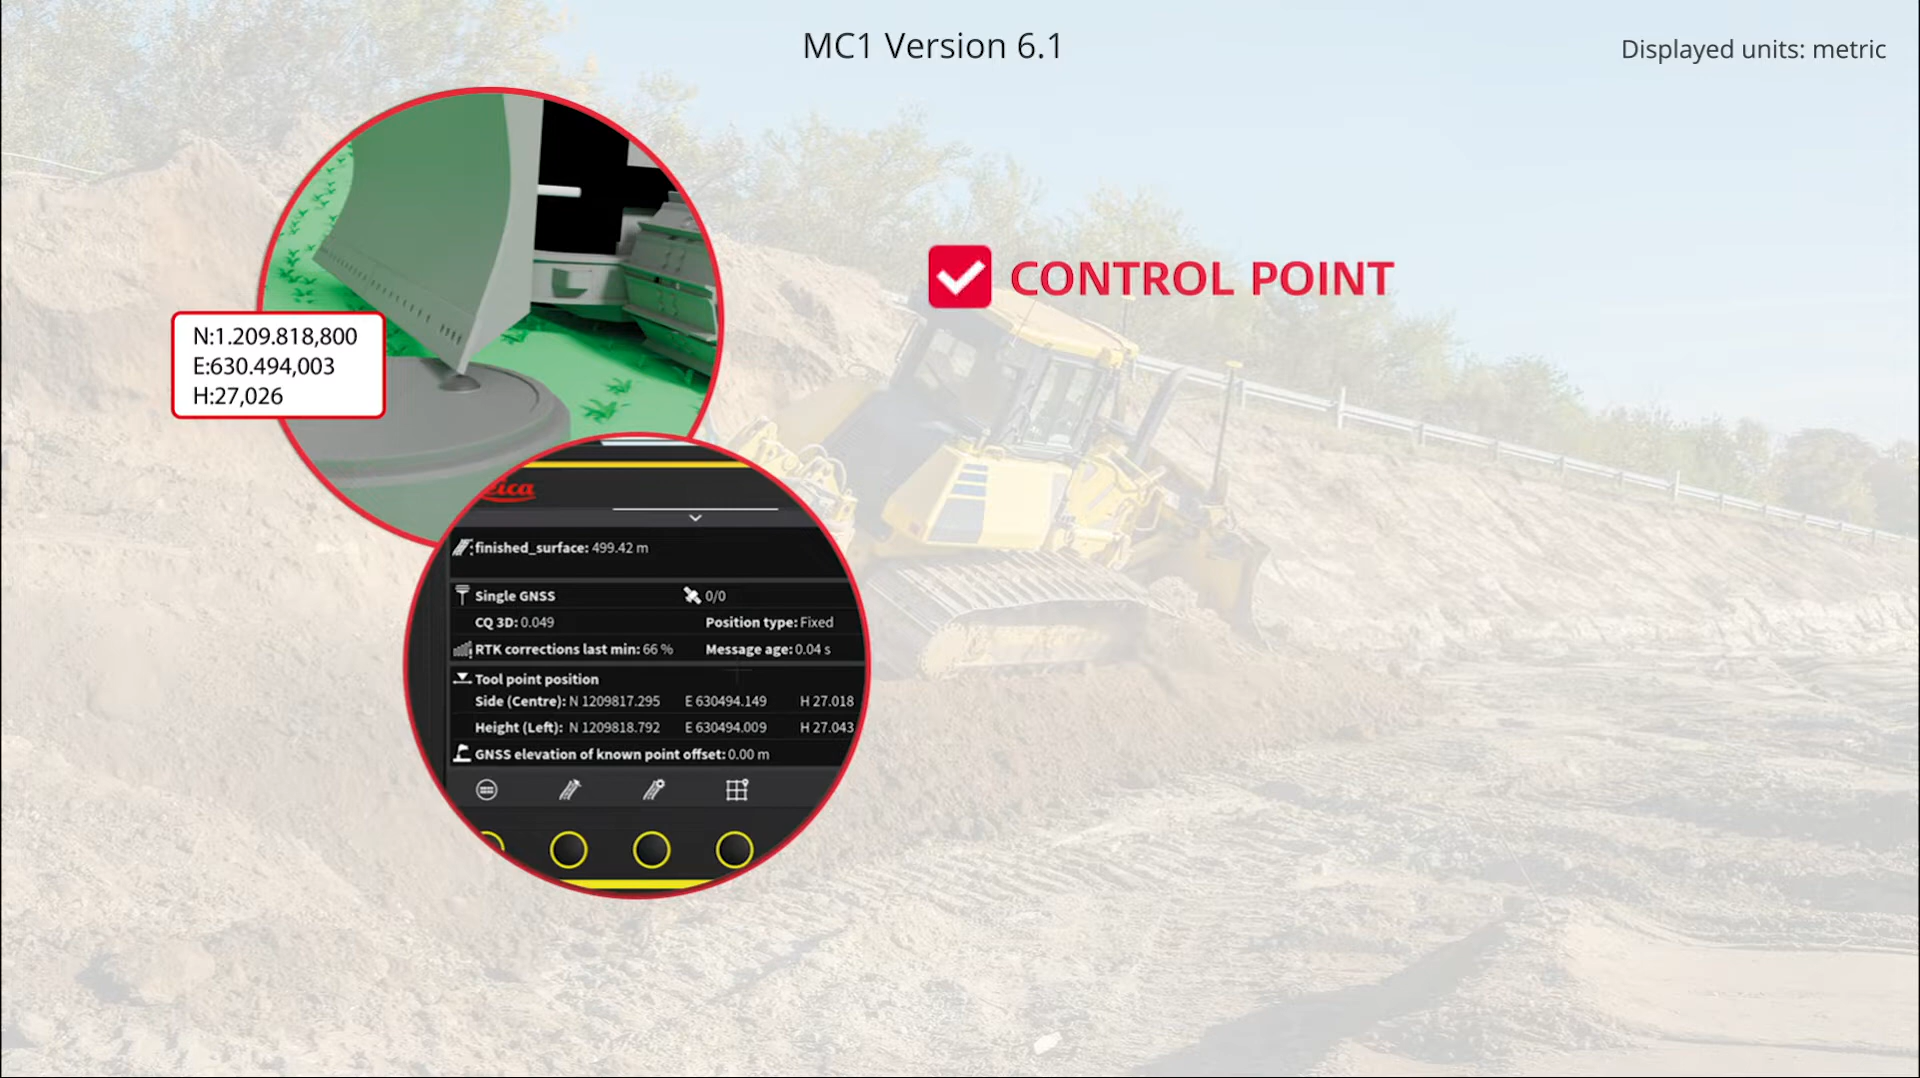 MC1 Version 6.1
Displayed units: metric
CONTROL POINT
N:1.209.818,800
E:630.494,003
H:27,026
eica
finished_surface: 499.42 m
Single GNSS 0/0
CQ 3D: 0.049 Position type: Fixed
RTK corrections last min: 66 % Message age: 0.04 s
Tool point position
Side (Centre): N 1209817.295 E 630494.149 H 27.018
Height (Left): N 1209818.792 E 630494.009 H 27.043
GNSS elevation of known point offset: 0.00 m